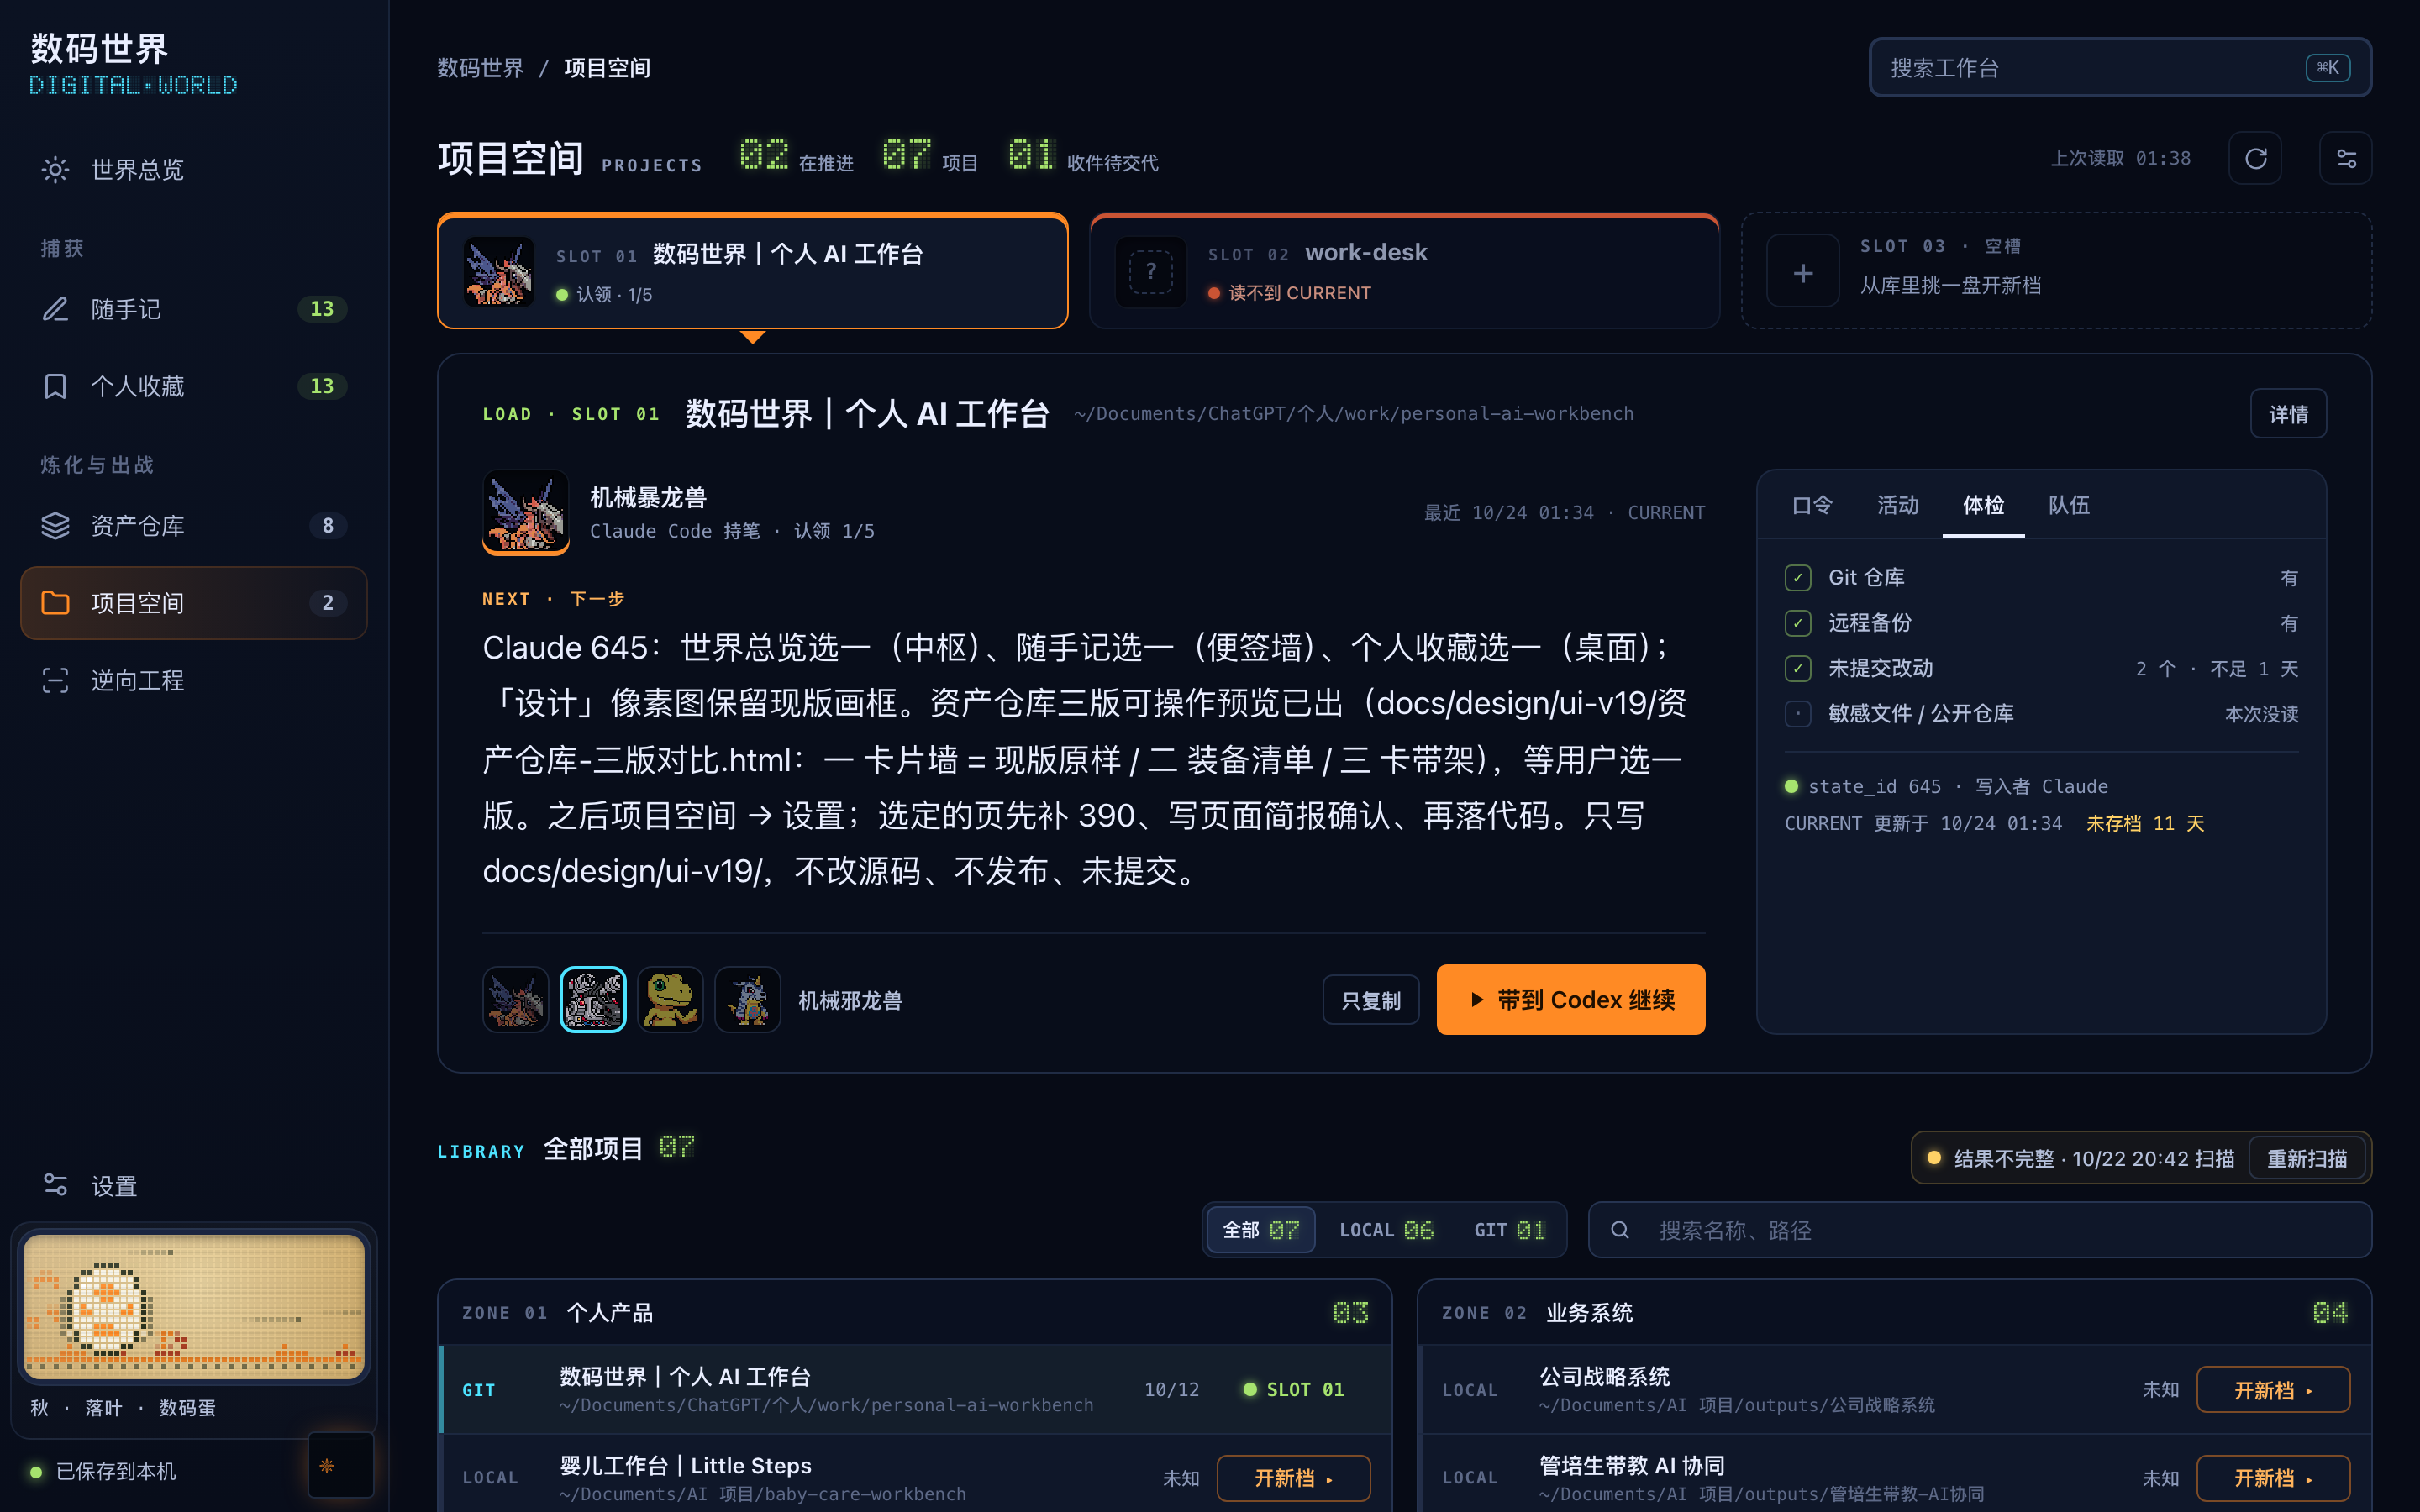 数码世界
DIGITAL·WORLD
世界总览
捕获
随手记 13
个人收藏 13
炼化与出战
资产仓库 8
项目空间 2
逆向工程
设置
秋 · 落叶 · 数码蛋
已保存到本机
数码世界 / 项目空间
搜索工作台 ⌘K
项目空间 PROJECTS 02 在推进 07 项目 01 收件待交代
上次读取 01:38
SLOT 01 数码世界｜个人 AI 工作台
认领 · 1/5
SLOT 02 work-desk
? 读不到 CURRENT
SLOT 03 · 空槽
从库里挑一盘开新档
LOAD · SLOT 01 数码世界｜个人 AI 工作台 ~/Documents/ChatGPT/个人/work/personal-ai-workbench
详情
机械暴龙兽
Claude Code 持笔 · 认领 1/5
最近 10/24 01:34 · CURRENT
NEXT · 下一步
Claude 645：世界总览选一（中枢）、随手记选一（便签墙）、个人收藏选一（桌面）；
「设计」像素图保留现版画框。资产仓库三版可操作预览已出（docs/design/ui-v19/资
产仓库-三版对比.html：一 卡片墙 = 现版原样 / 二 装备清单 / 三 卡带架），等用户选一
版。之后项目空间 → 设置；选定的页先补 390、写页面简报确认、再落代码。只写
docs/design/ui-v19/，不改源码、不发布、未提交。
机械邪龙兽
只复制
▶ 带到 Codex 继续
口令 活动 体检 队伍
✓ Git 仓库 有
✓ 远程备份 有
✓ 未提交改动 2 个 · 不足 1 天
· 敏感文件 / 公开仓库 本次没读
state_id 645 · 写入者 Claude
CURRENT 更新于 10/24 01:34 未存档 11 天
LIBRARY 全部项目 07
结果不完整 · 10/22 20:42 扫描 重新扫描
全部 07 LOCAL 06 GIT 01
搜索名称、路径
ZONE 01 个人产品 03
GIT 数码世界｜个人 AI 工作台 10/12 SLOT 01
~/Documents/ChatGPT/个人/work/personal-ai-workbench
LOCAL 婴儿工作台｜Little Steps 未知 开新档 ▸
~/Documents/AI 项目/baby-care-workbench
ZONE 02 业务系统 04
LOCAL 公司战略系统 未知 开新档 ▸
~/Documents/AI 项目/outputs/公司战略系统
LOCAL 管培生带教 AI 协同 未知 开新档 ▸
~/Documents/AI 项目/outputs/管培生带教-AI协同